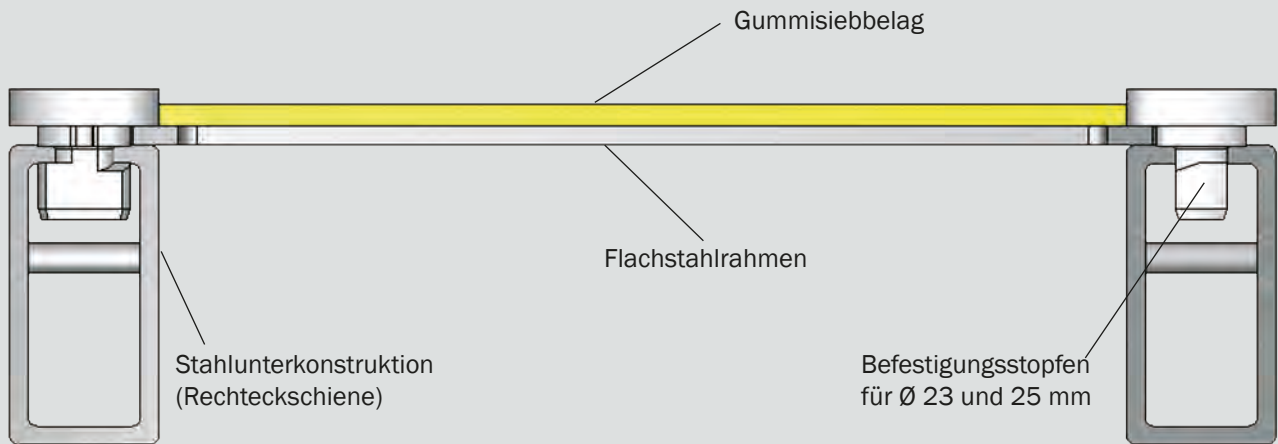 Gummisiebbelag
Flachstahlrahmen
Stahlunterkonstruktion
(Rechteckschiene)
Befestigungsstopfen
für Ø 23 und 25 mm